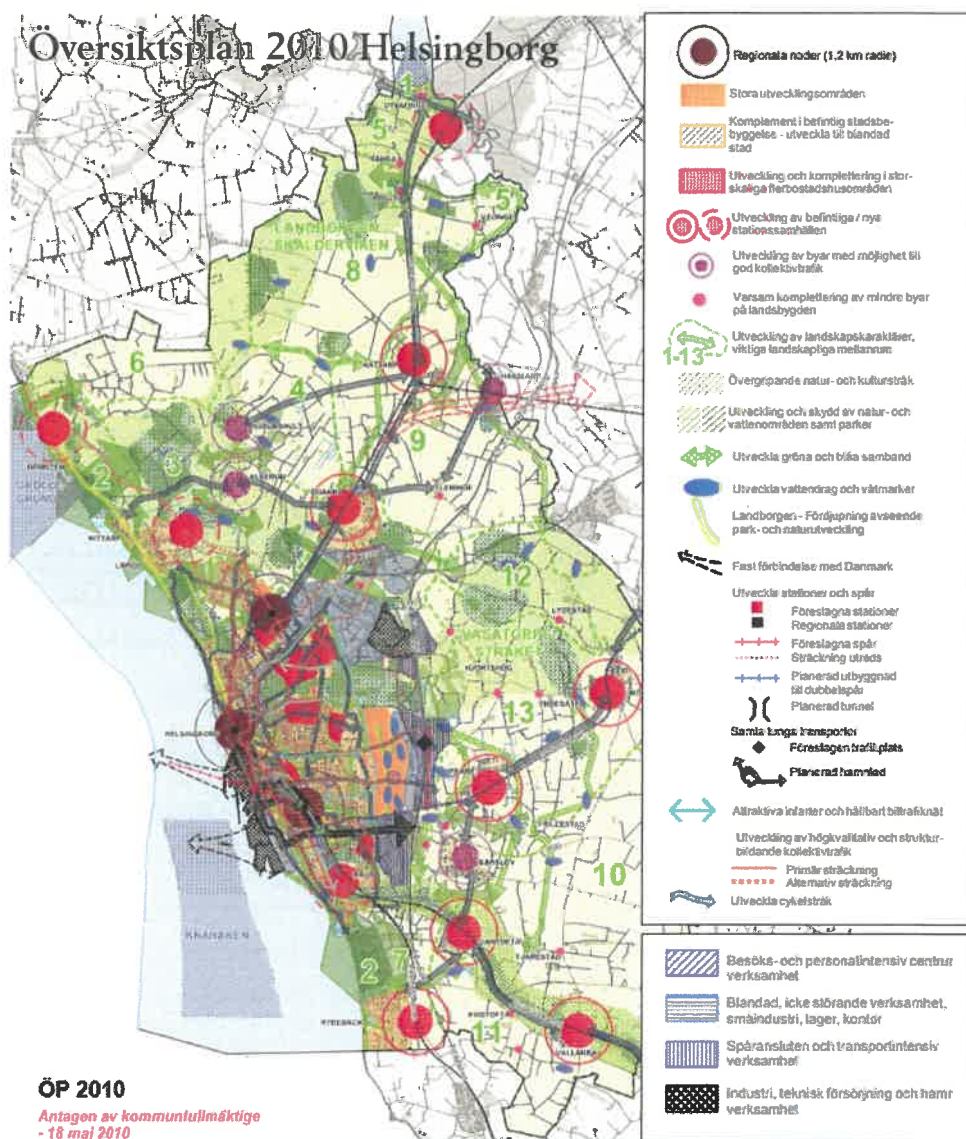 Översiktsplan 2010 Helsingborg
Regionala noder (1,2 km radie)
Stora utvecklingsområden
Komplement i befintlig stadsbe-
byggelse - utveckla till blandad
stad
Utveckling och komplettering i stor-
skaliga flerbostadshusområden
Utveckling av befintliga / nya
stationssamhällen
Utveckling av byar med möjlighet till
god kollektivtrafik
Varsam komplettering av mindre byar
på landsbygden
Utveckling av landskapskaraktärer,
viktiga landskapliga mellanrum
1-13
Övergripande natur- och kulturstråk
Utveckling och skydd av natur- och
vattenområden samt parker
Utveckla gröna och blåa samband
Utveckla vattendrag och våtmarker
Landborgen - Fördjupning avseende
park- och naturutveckling
Fast förbindelse med Danmark
Utveckla stationer och spår
Föreslagna stationer
Regionala stationer
Föreslagna spår
Sträckning utreds
Planerad utbyggnad
till dubbelspår
Planerad tunnel
Samla tunga transporter
Föreslagen trafikplats
Planerad hamnled
Attraktiva infarter och hållbart biltrafiknät
Utveckling av högkvalitativ och struktur-
bildande kollektivtrafik
Primär sträckning
Alternativ sträckning
Utveckla cykelstråk
Besöks- och personalintensiv centrum
verksamhet
Blandad, icke störande verksamhet,
småindustri, lager, kontor
Spåransluten och transportintensiv
verksamhet
Industri, teknisk försörjning och hamn
verksamhet
1
5
5
8
6
4
9
2
3
12
13
10
2
7
11
HELSINGBORG
KNÄHAKEN
RYDEBÄCK
VALLÅKRA
ÖP 2010
Antagen av kommunfullmäktige
- 18 maj 2010